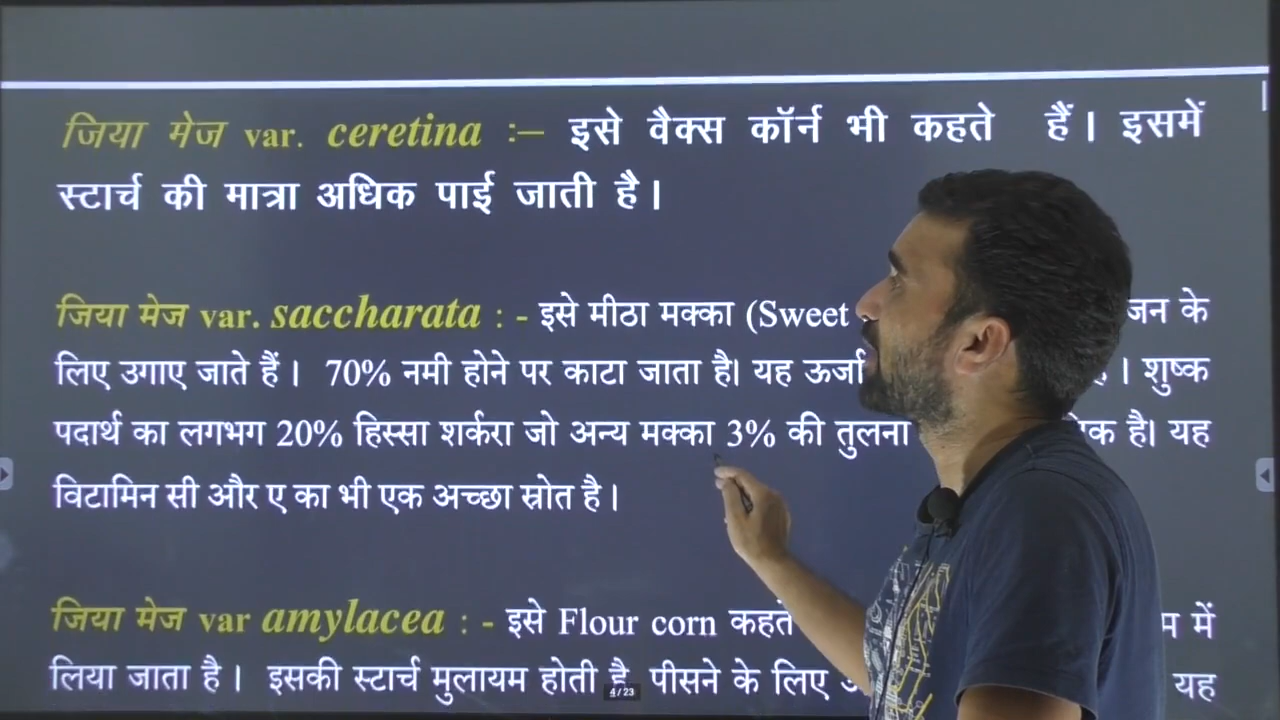 जिया मेज var. ceretina :– इसे वैक्स कॉर्न भी कहते हैं। इसमें
स्टार्च की मात्रा अधिक पाई जाती है।
जिया मेज var. saccharata : - इसे मीठा मक्का (Sweet जन के
लिए उगाए जाते हैं। 70% नमी होने पर काटा जाता है। यह ऊर्जा । शुष्क
पदार्थ का लगभग 20% हिस्सा शर्करा जो अन्य मक्का 3% की तुलना है। यह
विटामिन सी और ए का भी एक अच्छा स्रोत है।
जिया मेज var amylacea : - इसे Flour corn कहते में
लिया जाता है। इसकी स्टार्च मुलायम होती है पीसने के लिए यह
4 / 23